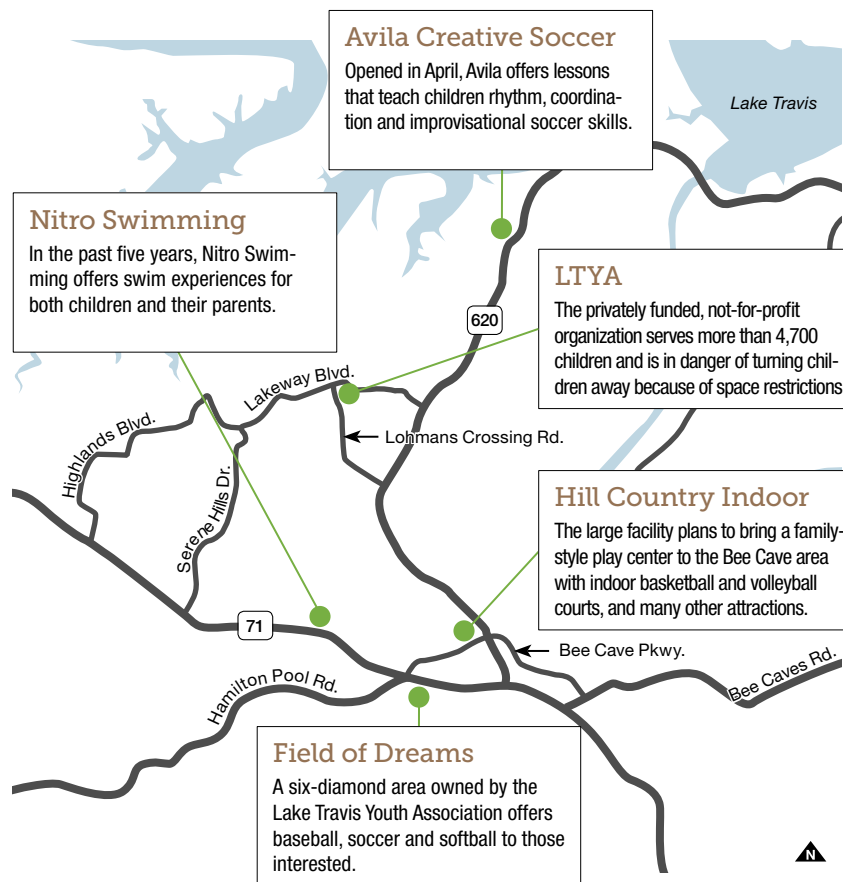 Avila Creative Soccer
Opened in April, Avila offers lessons
that teach children rhythm, coordina-
tion and improvisational soccer skills.
Lake Travis
Nitro Swimming
In the past five years, Nitro Swim-
ming offers swim experiences for
both children and their parents.
LTYA
The privately funded, not-for-profit
organization serves more than 4,700
children and is in danger of turning chil-
dren away because of space restrictions
620
Lakeway Blvd.
Highlands Blvd.
Lohmans Crossing Rd.
Serene Hills Dr.
Hill Country Indoor
The large facility plans to bring a family-
style play center to the Bee Cave area
with indoor basketball and volleyball
courts, and many other attractions.
71
Bee Cave Pkwy.
Bee Caves Rd.
Hamilton Pool Rd.
Field of Dreams
A six-diamond area owned by the
Lake Travis Youth Association offers
baseball, soccer and softball to those
interested.
N